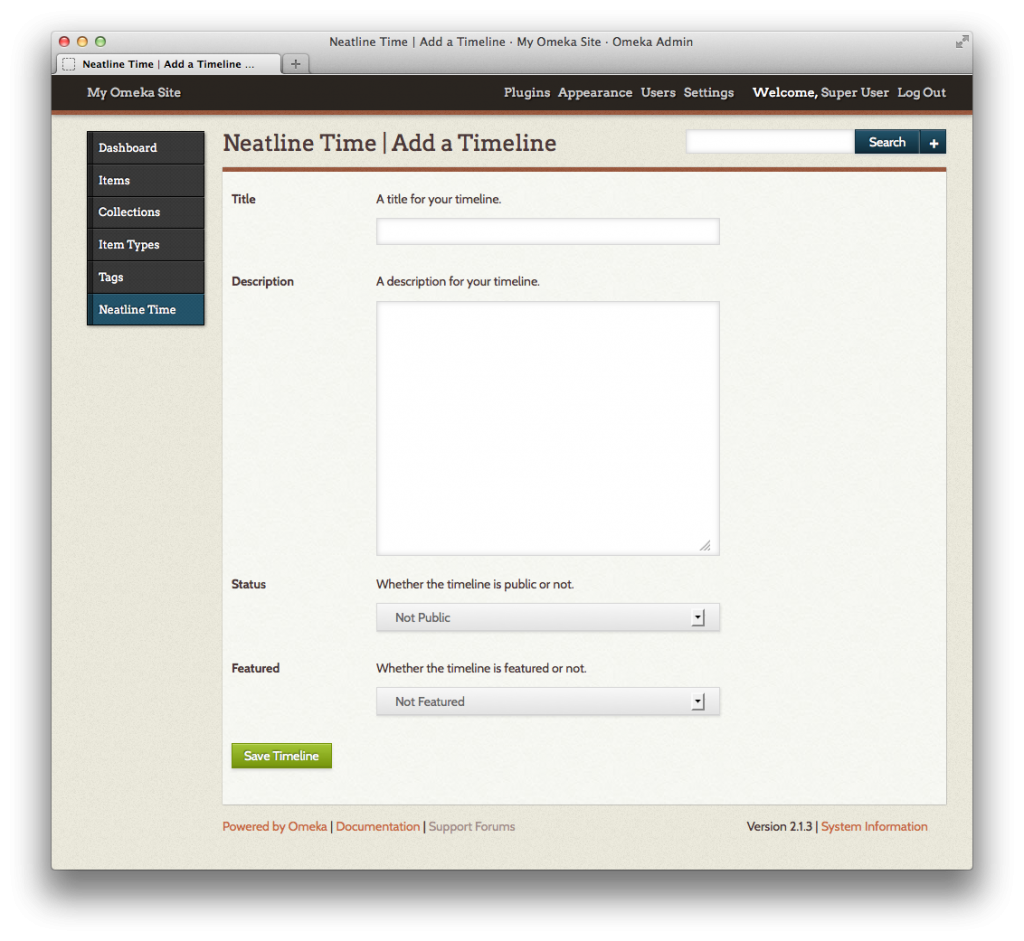 Neatline Time | Add a Timeline · My Omeka Site · Omeka Admin
Neatline Time | Add a Timeline ...
My Omeka Site Plugins Appearance Users Settings Welcome, Super User Log Out
Dashboard
Items
Collections
Item Types
Tags
Neatline Time
Neatline Time | Add a Timeline
Search +
Title A title for your timeline.
Description A description for your timeline.
Status Whether the timeline is public or not.
Not Public
Featured Whether the timeline is featured or not.
Not Featured
Save Timeline
Powered by Omeka | Documentation | Support Forums Version 2.1.3 | System Information